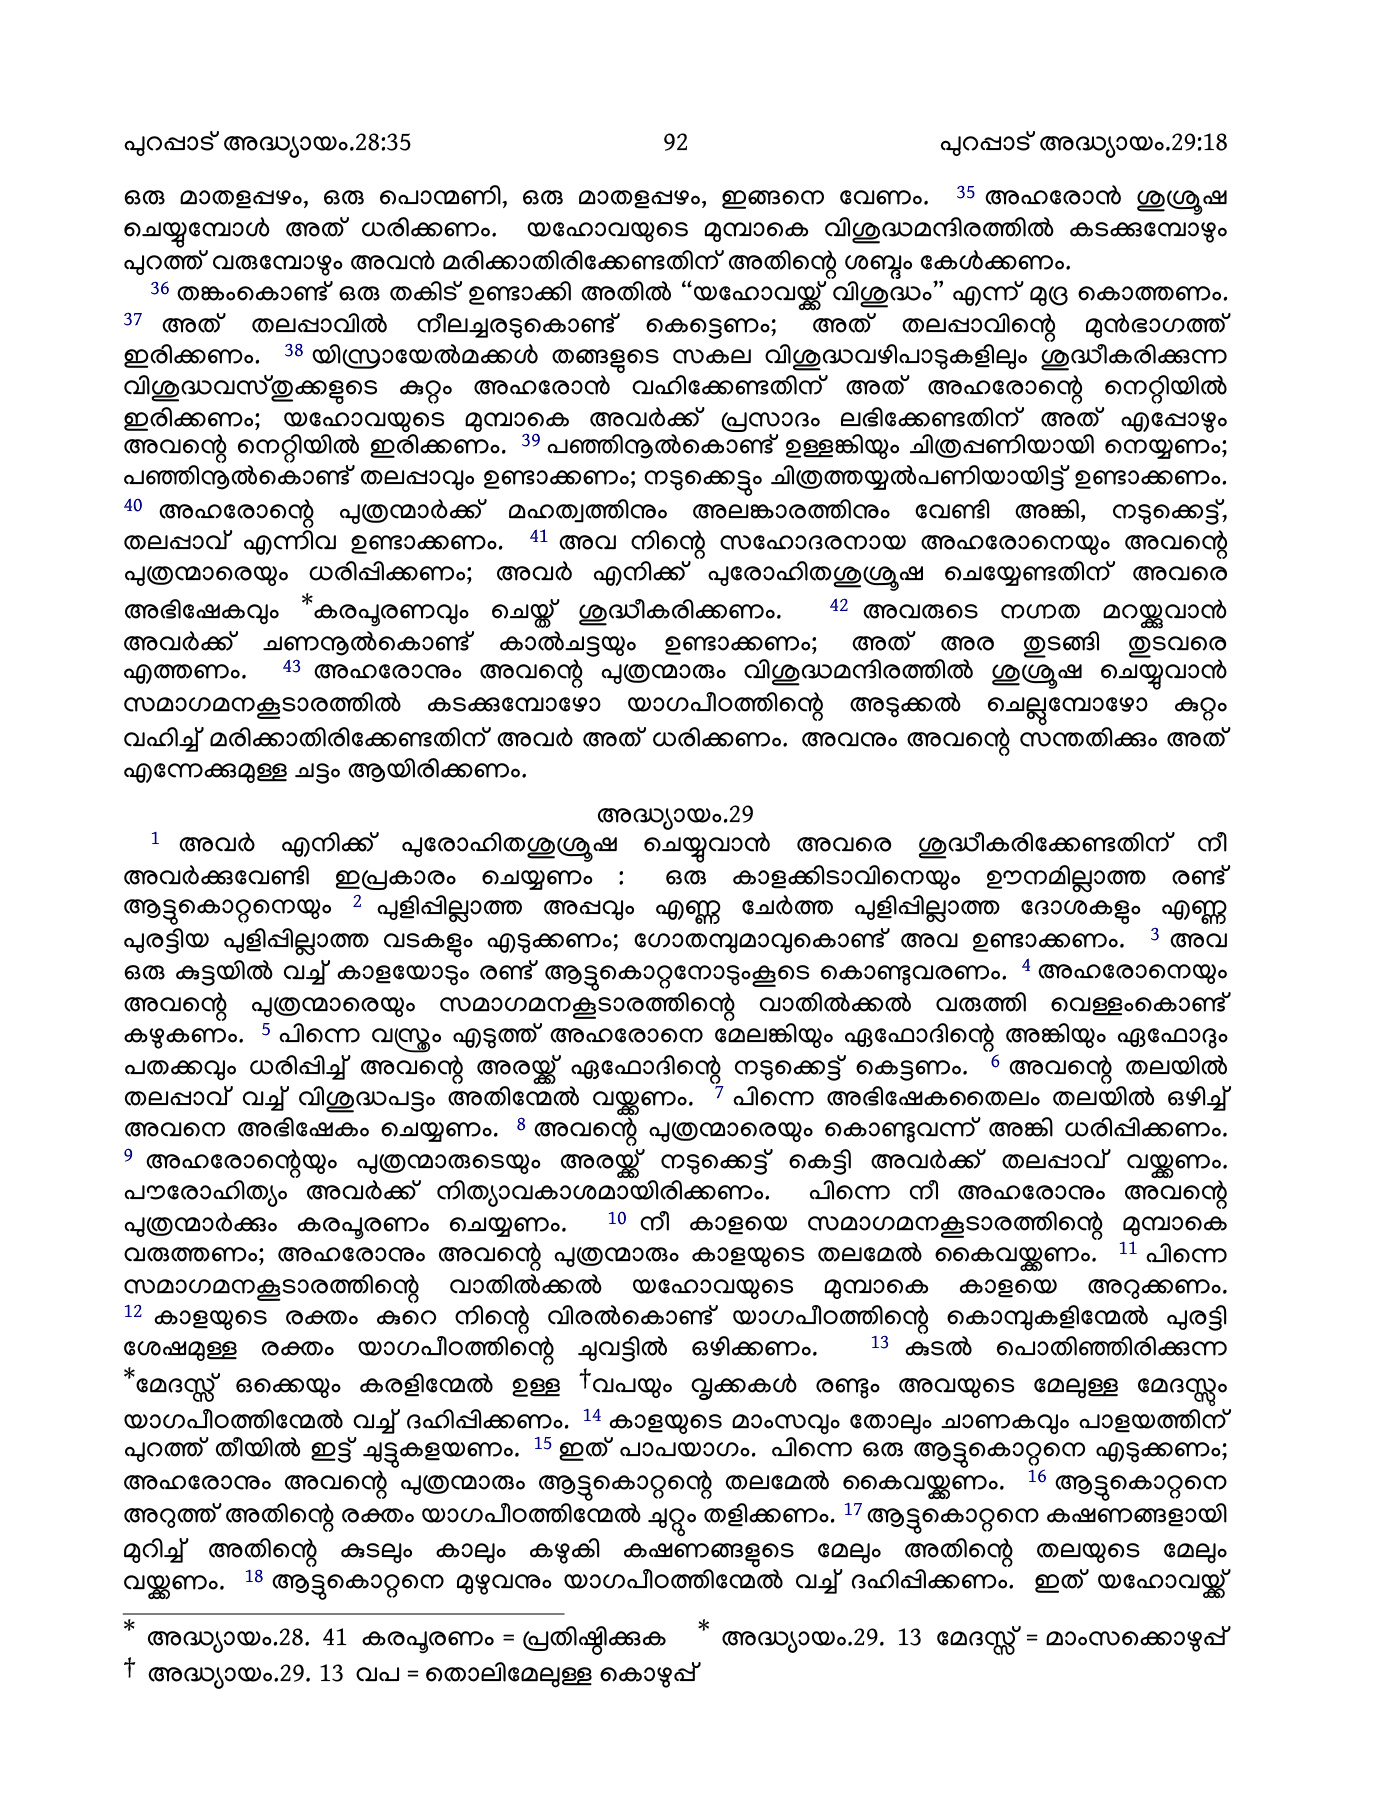 പുറപ്പാട് അദ്ധ്യായം.28:35 92 പുറപ്പാട് അദ്ധ്യായം.29:18
ഒരു മാതളപ്പഴം, ഒരു പൊന്മണി, ഒരു മാതളപ്പഴം, ഇങ്ങനെ വേണം. 35 അഹരോൻ ശുശ്രൂഷ
ചെയ്യുമ്പോൾ അത് ധരിക്കണം. യഹോവയുടെ മുമ്പാകെ വിശുദ്ധമന്ദിരത്തിൽ കടക്കുമ്പോഴും
പുറത്ത് വരുമ്പോഴും അവൻ മരിക്കാതിരിക്കേണ്ടതിന് അതിന്റെ ശബ്ദം കേൾക്കണം.
36 തങ്കംകൊണ്ട് ഒരു തകിട് ഉണ്ടാക്കി അതിൽ “യഹോവയ്ക്ക് വിശുദ്ധം” എന്ന് മുദ്ര കൊത്തണം.
37 അത് തലപ്പാവിൽ നീലച്ചരടുകൊണ്ട് കെട്ടെണം; അത് തലപ്പാവിന്റെ മുൻഭാഗത്ത്
ഇരിക്കണം. 38 യിസ്രായേൽമക്കൾ തങ്ങളുടെ സകല വിശുദ്ധവഴിപാടുകളിലും ശുദ്ധീകരിക്കുന്ന
വിശുദ്ധവസ്തുക്കളുടെ കുറ്റം അഹരോൻ വഹിക്കേണ്ടതിന് അത് അഹരോന്റെ നെറ്റിയിൽ
ഇരിക്കണം; യഹോവയുടെ മുമ്പാകെ അവർക്ക് പ്രസാദം ലഭിക്കേണ്ടതിന് അത് എപ്പോഴും
അവന്റെ നെറ്റിയിൽ ഇരിക്കണം. 39 പഞ്ഞിനൂൽകൊണ്ട് ഉള്ളങ്കിയും ചിത്രപ്പണിയായി നെയ്യണം;
പഞ്ഞിനൂൽകൊണ്ട് തലപ്പാവും ഉണ്ടാക്കണം; നടുക്കെട്ടും ചിത്രത്തയ്യൽപണിയായിട്ട് ഉണ്ടാക്കണം.
40 അഹരോന്റെ പുത്രന്മാർക്ക് മഹത്വത്തിനും അലങ്കാരത്തിനും വേണ്ടി അങ്കി, നടുക്കെട്ട്,
തലപ്പാവ് എന്നിവ ഉണ്ടാക്കണം. 41 അവ നിന്റെ സഹോദരനായ അഹരോനെയും അവന്റെ
പുത്രന്മാരെയും ധരിപ്പിക്കണം; അവർ എനിക്ക് പുരോഹിതശുശ്രൂഷ ചെയ്യേണ്ടതിന് അവരെ
അഭിഷേകവും *കരപൂരണവും ചെയ്ത് ശുദ്ധീകരിക്കണം. 42 അവരുടെ നഗ്നത മറയ്ക്കുവാൻ
അവർക്ക് ചണനൂൽകൊണ്ട് കാൽചട്ടയും ഉണ്ടാക്കണം; അത് അര തുടങ്ങി തുടവരെ
എത്തണം. 43 അഹരോനും അവന്റെ പുത്രന്മാരും വിശുദ്ധമന്ദിരത്തിൽ ശുശ്രൂഷ ചെയ്യുവാൻ
സമാഗമനകൂടാരത്തിൽ കടക്കുമ്പോഴോ യാഗപീഠത്തിന്റെ അടുക്കൽ ചെല്ലുമ്പോഴോ കുറ്റം
വഹിച്ച് മരിക്കാതിരിക്കേണ്ടതിന് അവർ അത് ധരിക്കണം. അവനും അവന്റെ സന്തതിക്കും അത്
എന്നേക്കുമുള്ള ചട്ടം ആയിരിക്കണം.
അദ്ധ്യായം.29
1 അവർ എനിക്ക് പുരോഹിതശുശ്രൂഷ ചെയ്യുവാൻ അവരെ ശുദ്ധീകരിക്കേണ്ടതിന് നീ
അവർക്കുവേണ്ടി ഇപ്രകാരം ചെയ്യണം : ഒരു കാളക്കിടാവിനെയും ഊനമില്ലാത്ത രണ്ട്
ആട്ടുകൊറ്റനെയും 2 പുളിപ്പില്ലാത്ത അപ്പവും എണ്ണ ചേർത്ത പുളിപ്പില്ലാത്ത ദോശകളും എണ്ണ
പുരട്ടിയ പുളിപ്പില്ലാത്ത വടകളും എടുക്കണം; ഗോതമ്പുമാവുകൊണ്ട് അവ ഉണ്ടാക്കണം. 3 അവ
ഒരു കുട്ടയിൽ വച്ച് കാളയോടും രണ്ട് ആട്ടുകൊറ്റനോടുംകൂടെ കൊണ്ടുവരണം. 4 അഹരോനെയും
അവന്റെ പുത്രന്മാരെയും സമാഗമനകൂടാരത്തിന്റെ വാതിൽക്കൽ വരുത്തി വെള്ളംകൊണ്ട്
കഴുകണം. 5 പിന്നെ വസ്ത്രം എടുത്ത് അഹരോനെ മേലങ്കിയും ഏഫോദിന്റെ അങ്കിയും ഏഫോദും
പതക്കവും ധരിപ്പിച്ച് അവന്റെ അരയ്ക്ക് ഏഫോദിന്റെ നടുക്കെട്ട് കെട്ടണം. 6 അവന്റെ തലയിൽ
തലപ്പാവ് വച്ച് വിശുദ്ധപട്ടം അതിന്മേൽ വയ്ക്കണം. 7 പിന്നെ അഭിഷേകതൈലം തലയിൽ ഒഴിച്ച്
അവനെ അഭിഷേകം ചെയ്യണം. 8 അവന്റെ പുത്രന്മാരെയും കൊണ്ടുവന്ന് അങ്കി ധരിപ്പിക്കണം.
9 അഹരോന്റെയും പുത്രന്മാരുടെയും അരയ്ക്ക് നടുക്കെട്ട് കെട്ടി അവർക്ക് തലപ്പാവ് വയ്ക്കണം.
പൗരോഹിത്യം അവർക്ക് നിത്യാവകാശമായിരിക്കണം. പിന്നെ നീ അഹരോനും അവന്റെ
പുത്രന്മാർക്കും കരപൂരണം ചെയ്യണം. 10 നീ കാളയെ സമാഗമനകൂടാരത്തിന്റെ മുമ്പാകെ
വരുത്തണം; അഹരോനും അവന്റെ പുത്രന്മാരും കാളയുടെ തലമേൽ കൈവയ്ക്കണം. 11 പിന്നെ
സമാഗമനകൂടാരത്തിന്റെ വാതിൽക്കൽ യഹോവയുടെ മുമ്പാകെ കാളയെ അറുക്കണം.
12 കാളയുടെ രക്തം കുറെ നിന്റെ വിരൽകൊണ്ട് യാഗപീഠത്തിന്റെ കൊമ്പുകളിന്മേൽ പുരട്ടി
ശേഷമുള്ള രക്തം യാഗപീഠത്തിന്റെ ചുവട്ടിൽ ഒഴിക്കണം. 13 കുടൽ പൊതിഞ്ഞിരിക്കുന്ന
*മേദസ്സ് ഒക്കെയും കരളിന്മേൽ ഉള്ള †വപയും വൃക്കകൾ രണ്ടും അവയുടെ മേലുള്ള മേദസ്സും
യാഗപീഠത്തിന്മേൽ വച്ച് ദഹിപ്പിക്കണം. 14 കാളയുടെ മാംസവും തോലും ചാണകവും പാളയത്തിന്
പുറത്ത് തീയിൽ ഇട്ട് ചുട്ടുകളയണം. 15 ഇത് പാപയാഗം. പിന്നെ ഒരു ആട്ടുകൊറ്റനെ എടുക്കണം;
അഹരോനും അവന്റെ പുത്രന്മാരും ആട്ടുകൊറ്റന്റെ തലമേൽ കൈവയ്ക്കണം. 16 ആട്ടുകൊറ്റനെ
അറുത്ത് അതിന്റെ രക്തം യാഗപീഠത്തിന്മേൽ ചുറ്റും തളിക്കണം. 17 ആട്ടുകൊറ്റനെ കഷണങ്ങളായി
മുറിച്ച് അതിന്റെ കുടലും കാലും കഴുകി കഷണങ്ങളുടെ മേലും അതിന്റെ തലയുടെ മേലും
വയ്ക്കണം. 18 ആട്ടുകൊറ്റനെ മുഴുവനും യാഗപീഠത്തിന്മേൽ വച്ച് ദഹിപ്പിക്കണം. ഇത് യഹോവയ്ക്ക്
* അദ്ധ്യായം.28. 41 കരപൂരണം = പ്രതിഷ്ഠിക്കുക * അദ്ധ്യായം.29. 13 മേദസ്സ് = മാംസക്കൊഴുപ്പ്
† അദ്ധ്യായം.29. 13 വപ = തൊലിമേലുള്ള കൊഴുപ്പ്